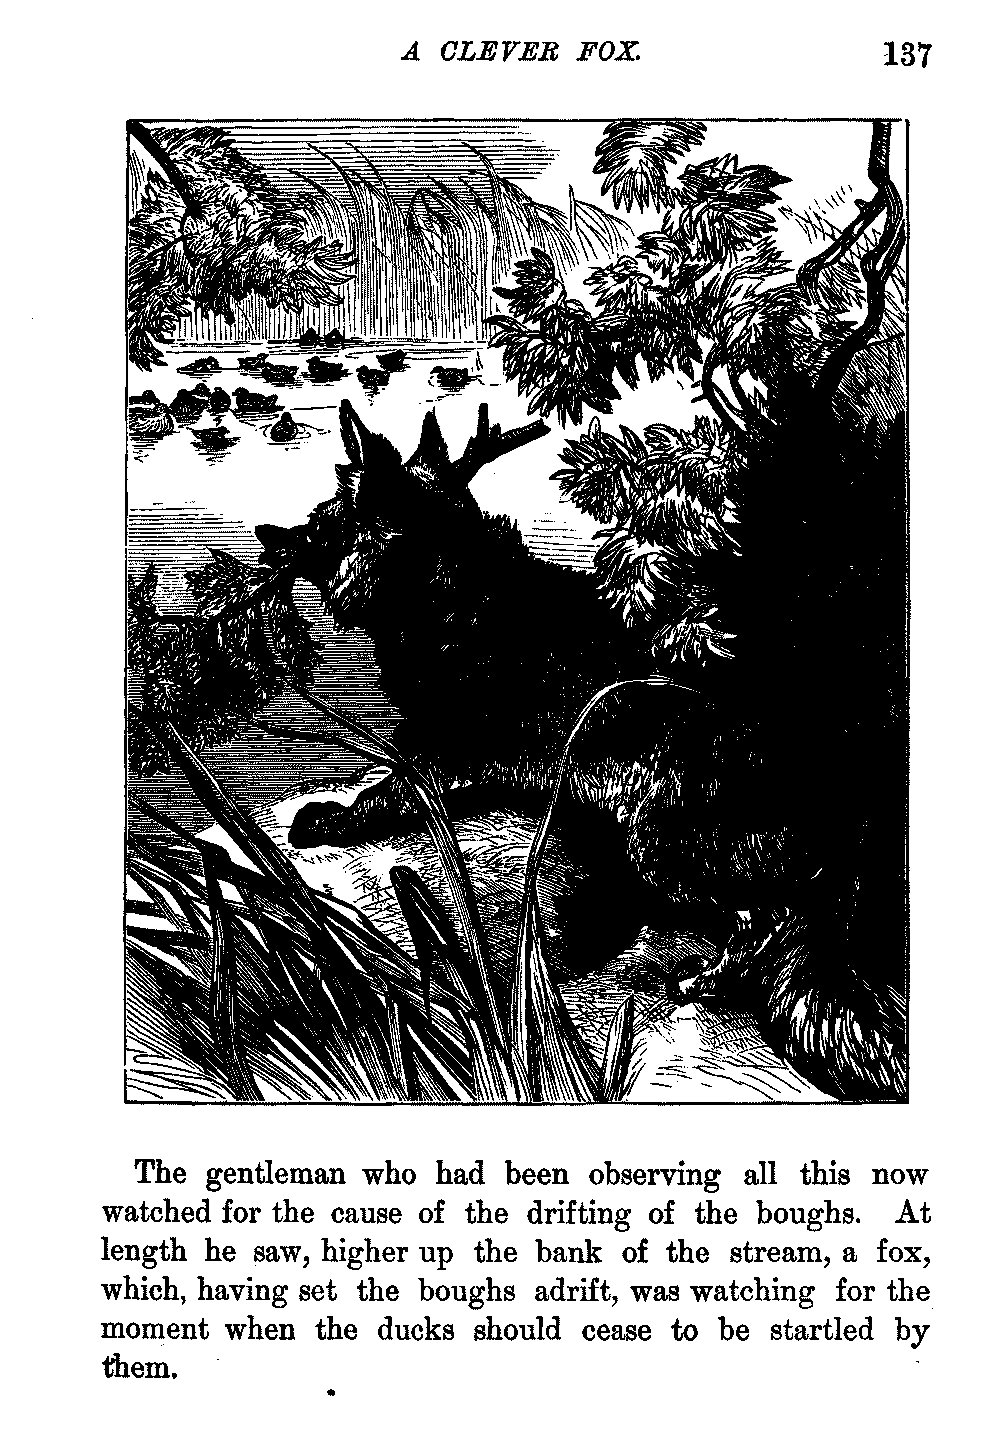 A CLEVER FOX. 137
The gentleman who had been observing all this now
watched for the cause of the drifting of the boughs. At
length he saw, higher up the bank of the stream, a fox,
which, having set the boughs adrift, was watching for the
moment when the ducks should cease to be startled by
them.